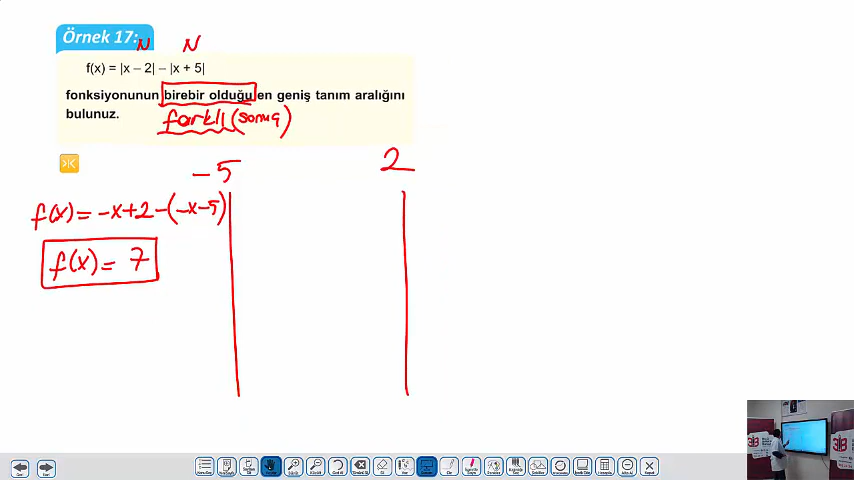 Örnek 17:
N N
f(x) = |x – 2| – |x + 5|
fonksiyonunun birebir olduğu en geniş tanım aralığını
bulunuz.
farklı (sonuç)
-5 2
f(x) = -x+2-(-x-5)
f(x) = 7